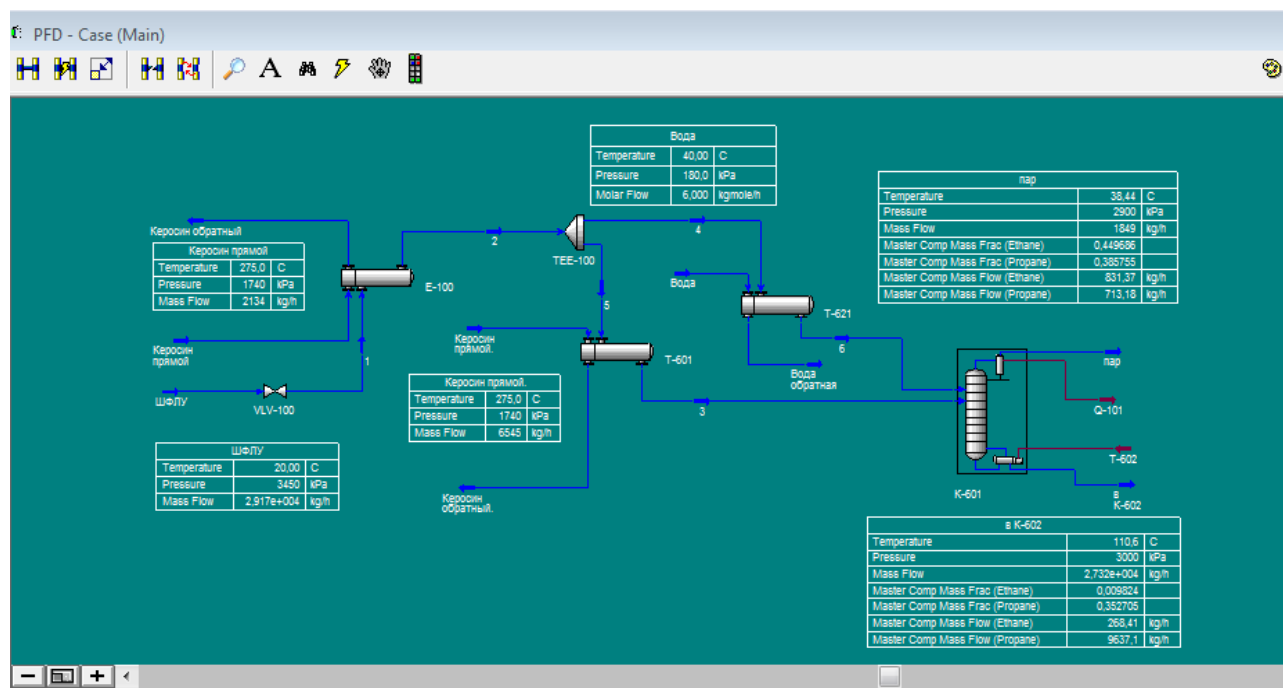 PFD - Case (Main)
A
Вода
Temperature 40,00 C
Pressure 180,0 kPa
Molar Flow 6,000 kgmole/h
пар
Temperature 38,44 C
Pressure 2900 kPa
Mass Flow 1849 kg/h
Master Comp Mass Frac (Ethane) 0,449686
Master Comp Mass Frac (Propane) 0,385755
Master Comp Mass Flow (Ethane) 831,37 kg/h
Master Comp Mass Flow (Propane) 713,18 kg/h
Керосин обратный
Керосин прямой
Temperature 275,0 C
Pressure 1740 kPa
Mass Flow 2134 kg/h
2
4
TEE-100
E-100
Вода
5
T-621
1
Керосин
прямой
Керосин
прямой.
T-601
6
Вода
обратная
пар
ШФЛУ
VLV-100
Керосин прямой.
Temperature 275,0 C
Pressure 1740 kPa
Mass Flow 6545 kg/h
3
Q-101
T-602
ШФЛУ
Temperature 20,00 C
Pressure 3450 kPa
Mass Flow 2,917e+004 kg/h
Керосин
обратный.
K-601
в
K-602
в K-602
Temperature 110,6 C
Pressure 3000 kPa
Mass Flow 2,732e+004 kg/h
Master Comp Mass Frac (Ethane) 0,009824
Master Comp Mass Frac (Propane) 0,352705
Master Comp Mass Flow (Ethane) 268,41 kg/h
Master Comp Mass Flow (Propane) 9637,1 kg/h